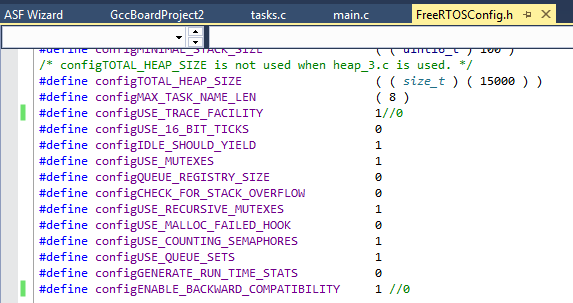 ASF Wizard GccBoardProject2 tasks.c main.c FreeRTOSConfig.h
#define configMINIMAL_STACK_SIZE ( ( uint16_t ) 100 )
/* configTOTAL_HEAP_SIZE is not used when heap_3.c is used. */
#define configTOTAL_HEAP_SIZE ( ( size_t ) ( 15000 ) )
#define configMAX_TASK_NAME_LEN ( 8 )
#define configUSE_TRACE_FACILITY 1//0
#define configUSE_16_BIT_TICKS 0
#define configIDLE_SHOULD_YIELD 1
#define configUSE_MUTEXES 1
#define configQUEUE_REGISTRY_SIZE 0
#define configCHECK_FOR_STACK_OVERFLOW 0
#define configUSE_RECURSIVE_MUTEXES 1
#define configUSE_MALLOC_FAILED_HOOK 0
#define configUSE_COUNTING_SEMAPHORES 1
#define configUSE_QUEUE_SETS 1
#define configGENERATE_RUN_TIME_STATS 0
#define configENABLE_BACKWARD_COMPATIBILITY 1 //0